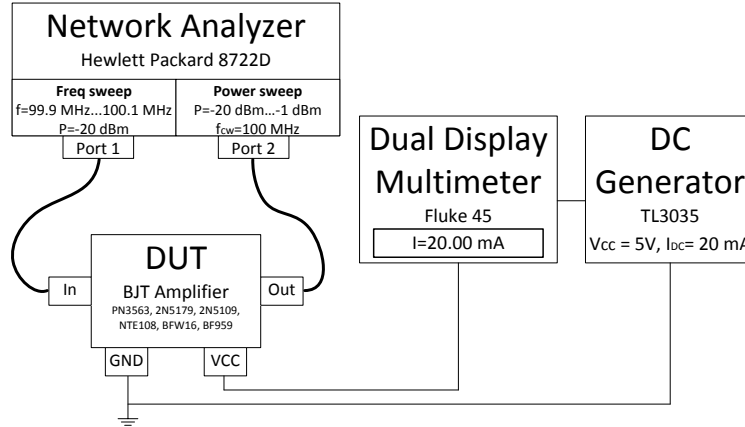 Network Analyzer
Hewlett Packard 8722D
Freq sweep
f=99.9 MHz...100.1 MHz
P=-20 dBm
Power sweep
P=-20 dBm...-1 dBm
fcw=100 MHz
Port 1
Port 2
Dual Display
Multimeter
Fluke 45
I=20.00 mA
DC
Generator
TL3035
Vcc = 5V, IDC= 20 mA
DUT
BJT Amplifier
PN3563, 2N5179, 2N5109,
NTE108, BFW16, BF959
In
Out
GND
VCC